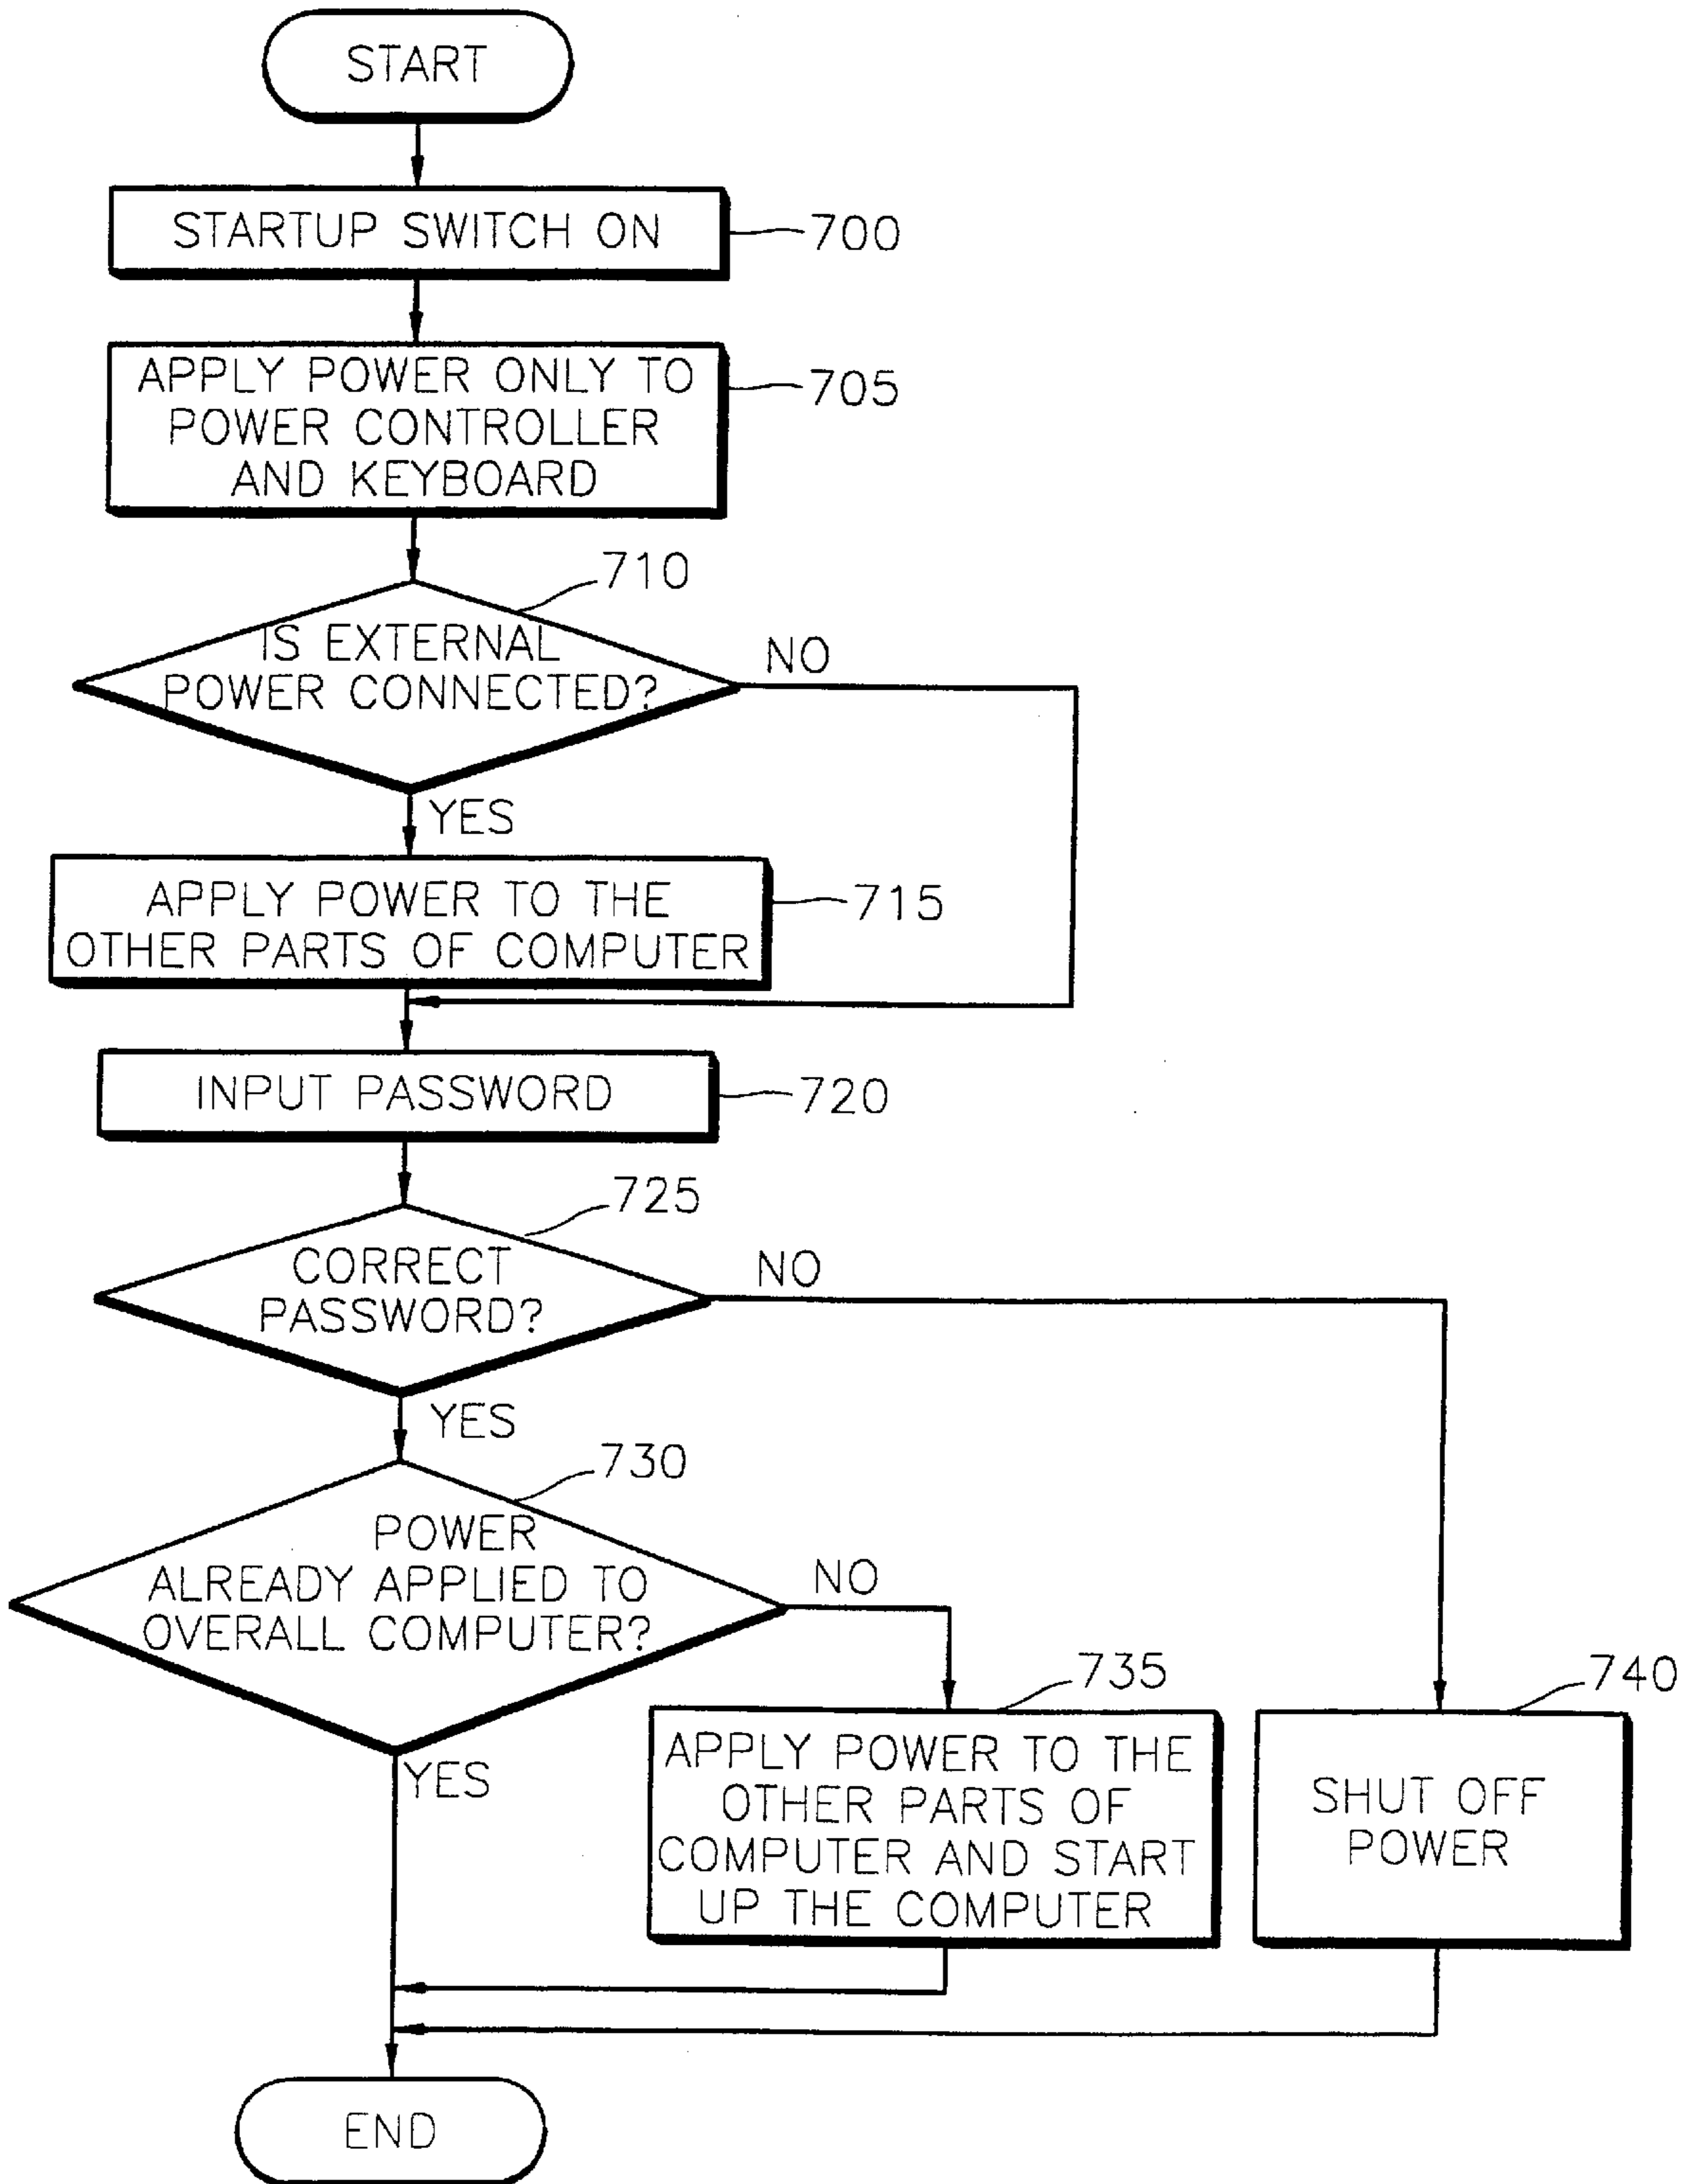 START
STARTUP SWITCH ON
700
APPLY POWER ONLY TO
POWER CONTROLLER
AND KEYBOARD
705
710
IS EXTERNAL
POWER CONNECTED?
NO
YES
APPLY POWER TO THE
OTHER PARTS OF COMPUTER
715
INPUT PASSWORD
720
725
CORRECT
PASSWORD?
NO
YES
730
POWER
ALREADY APPLIED TO
OVERALL COMPUTER?
NO
YES
735
APPLY POWER TO THE
OTHER PARTS OF
COMPUTER AND START
UP THE COMPUTER
740
SHUT OFF
POWER
END